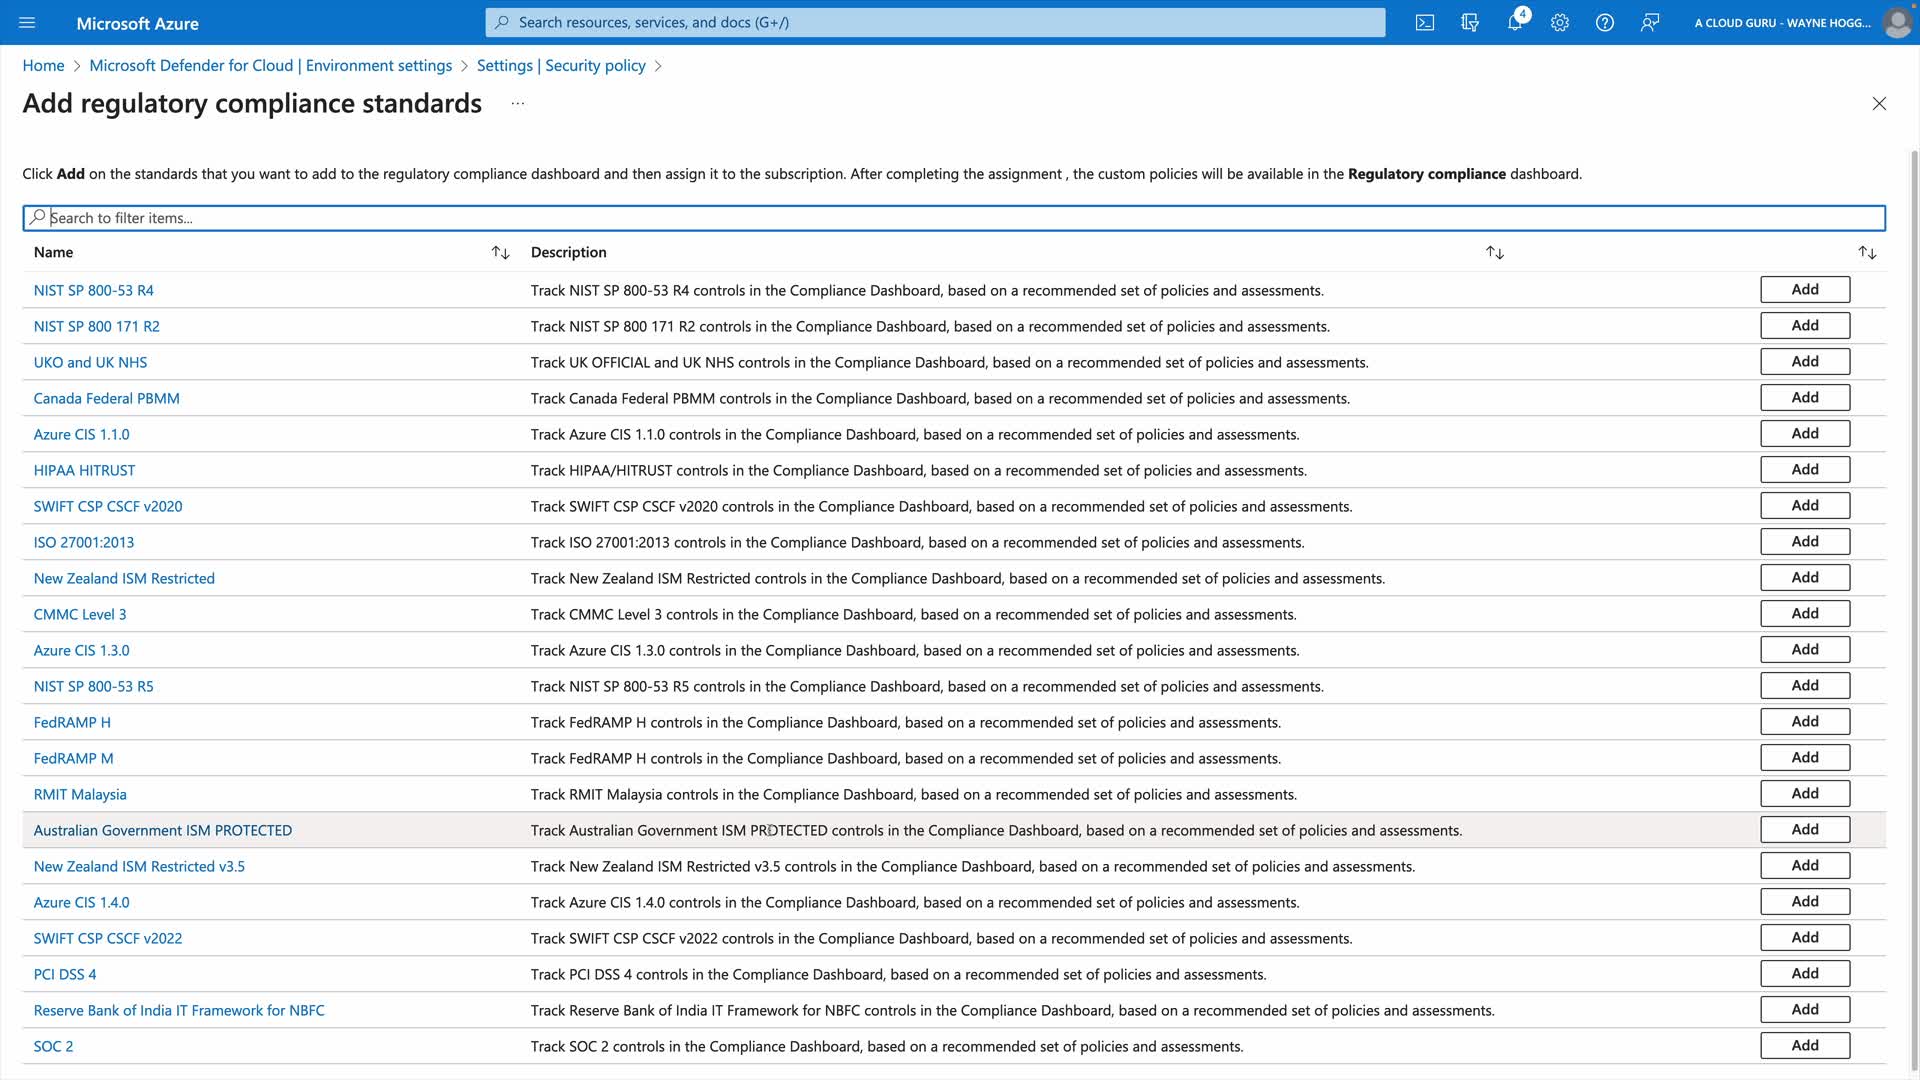 Microsoft Azure
Search resources, services, and docs (G+/)
4
A CLOUD GURU - WAYNE HOGG...
Home > Microsoft Defender for Cloud | Environment settings > Settings | Security policy >
Add regulatory compliance standards ...
Click Add on the standards that you want to add to the regulatory compliance dashboard and then assign it to the subscription. After completing the assignment , the custom policies will be available in the Regulatory compliance dashboard.
Search to filter items...
Name Description
NIST SP 800-53 R4 Track NIST SP 800-53 R4 controls in the Compliance Dashboard, based on a recommended set of policies and assessments. Add
NIST SP 800 171 R2 Track NIST SP 800 171 R2 controls in the Compliance Dashboard, based on a recommended set of policies and assessments. Add
UKO and UK NHS Track UK OFFICIAL and UK NHS controls in the Compliance Dashboard, based on a recommended set of policies and assessments. Add
Canada Federal PBMM Track Canada Federal PBMM controls in the Compliance Dashboard, based on a recommended set of policies and assessments. Add
Azure CIS 1.1.0 Track Azure CIS 1.1.0 controls in the Compliance Dashboard, based on a recommended set of policies and assessments. Add
HIPAA HITRUST Track HIPAA/HITRUST controls in the Compliance Dashboard, based on a recommended set of policies and assessments. Add
SWIFT CSP CSCF v2020 Track SWIFT CSP CSCF v2020 controls in the Compliance Dashboard, based on a recommended set of policies and assessments. Add
ISO 27001:2013 Track ISO 27001:2013 controls in the Compliance Dashboard, based on a recommended set of policies and assessments. Add
New Zealand ISM Restricted Track New Zealand ISM Restricted controls in the Compliance Dashboard, based on a recommended set of policies and assessments. Add
CMMC Level 3 Track CMMC Level 3 controls in the Compliance Dashboard, based on a recommended set of policies and assessments. Add
Azure CIS 1.3.0 Track Azure CIS 1.3.0 controls in the Compliance Dashboard, based on a recommended set of policies and assessments. Add
NIST SP 800-53 R5 Track NIST SP 800-53 R5 controls in the Compliance Dashboard, based on a recommended set of policies and assessments. Add
FedRAMP H Track FedRAMP H controls in the Compliance Dashboard, based on a recommended set of policies and assessments. Add
FedRAMP M Track FedRAMP H controls in the Compliance Dashboard, based on a recommended set of policies and assessments. Add
RMIT Malaysia Track RMIT Malaysia controls in the Compliance Dashboard, based on a recommended set of policies and assessments. Add
Australian Government ISM PROTECTED Track Australian Government ISM PROTECTED controls in the Compliance Dashboard, based on a recommended set of policies and assessments. Add
New Zealand ISM Restricted v3.5 Track New Zealand ISM Restricted v3.5 controls in the Compliance Dashboard, based on a recommended set of policies and assessments. Add
Azure CIS 1.4.0 Track Azure CIS 1.4.0 controls in the Compliance Dashboard, based on a recommended set of policies and assessments. Add
SWIFT CSP CSCF v2022 Track SWIFT CSP CSCF v2022 controls in the Compliance Dashboard, based on a recommended set of policies and assessments. Add
PCI DSS 4 Track PCI DSS 4 controls in the Compliance Dashboard, based on a recommended set of policies and assessments. Add
Reserve Bank of India IT Framework for NBFC Track Reserve Bank of India IT Framework for NBFC controls in the Compliance Dashboard, based on a recommended set of policies and assessments. Add
SOC 2 Track SOC 2 controls in the Compliance Dashboard, based on a recommended set of policies and assessments. Add